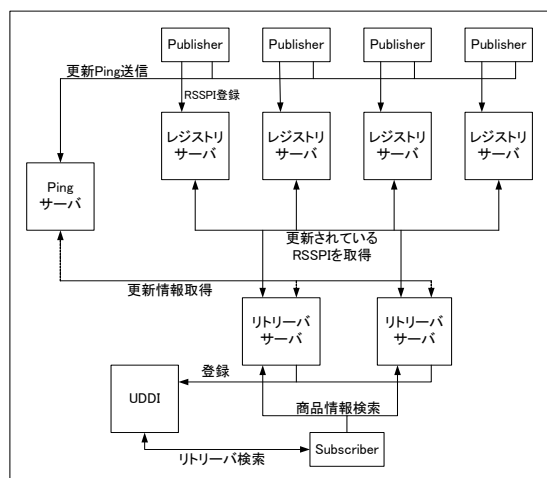 Publisher
Publisher
Publisher
Publisher
更新Ping送信
RSSPI登録
レジストリ
サーバ
レジストリ
サーバ
レジストリ
サーバ
レジストリ
サーバ
Ping
サーバ
更新されている
RSSPIを取得
更新情報取得
リトリーバ
サーバ
リトリーバ
サーバ
登録
UDDI
商品情報検索
Subscriber
リトリーバ検索